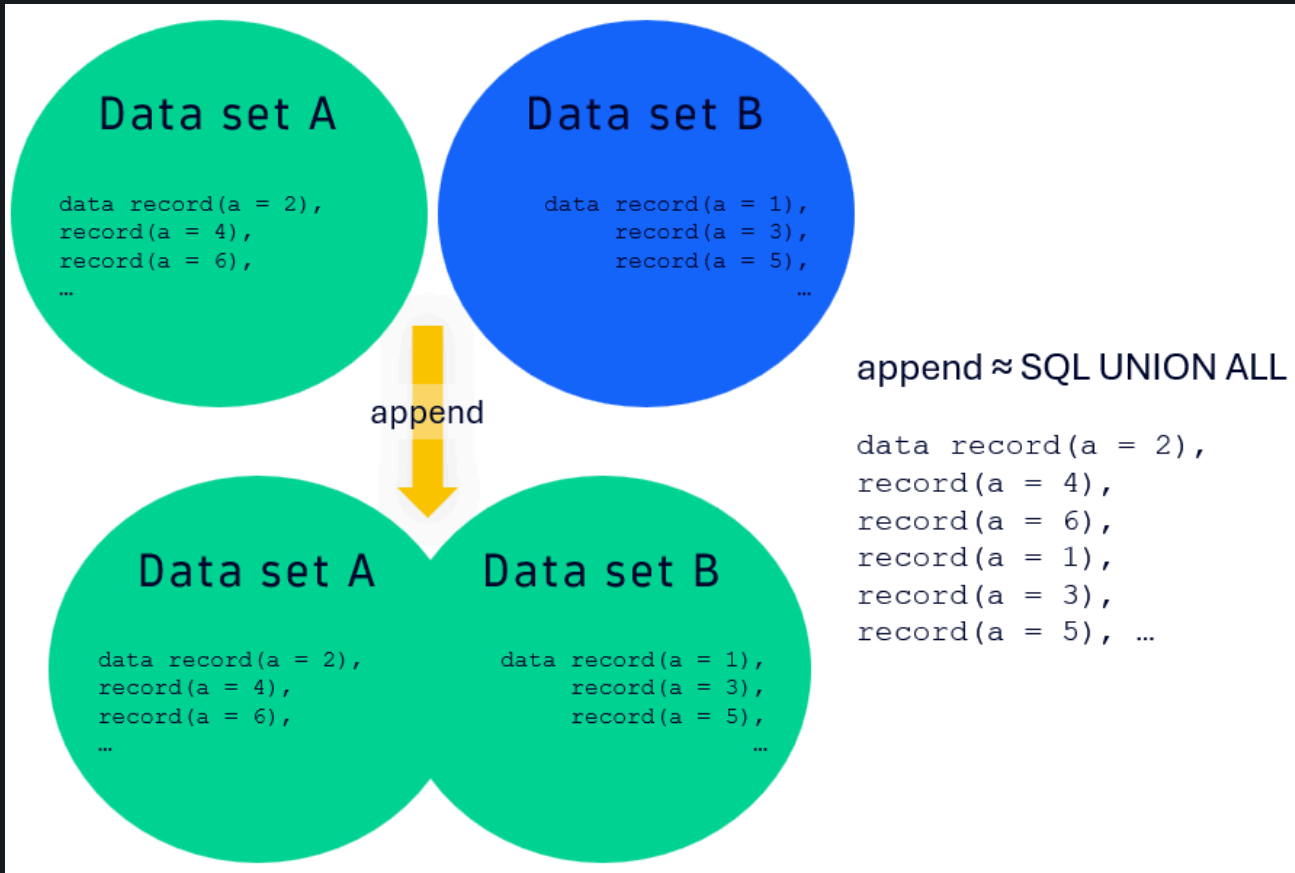 Data set A
data record(a = 2),
record(a = 4),
record(a = 6),
…
Data set B
data record(a = 1),
record(a = 3),
record(a = 5),
…
append
Data set A
data record(a = 2),
record(a = 4),
record(a = 6),
…
Data set B
data record(a = 1),
record(a = 3),
record(a = 5),
…
append ≈ SQL UNION ALL
data record(a = 2),
record(a = 4),
record(a = 6),
record(a = 1),
record(a = 3),
record(a = 5), …